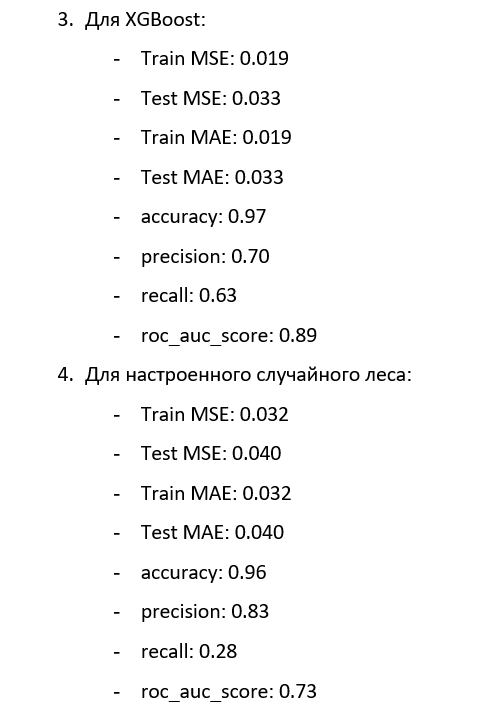 3. Для XGBoost:
- Train MSE: 0.019
- Test MSE: 0.033
- Train MAE: 0.019
- Test MAE: 0.033
- accuracy: 0.97
- precision: 0.70
- recall: 0.63
- roc_auc_score: 0.89
4. Для настроенного случайного леса:
- Train MSE: 0.032
- Test MSE: 0.040
- Train MAE: 0.032
- Test MAE: 0.040
- accuracy: 0.96
- precision: 0.83
- recall: 0.28
- roc_auc_score: 0.73